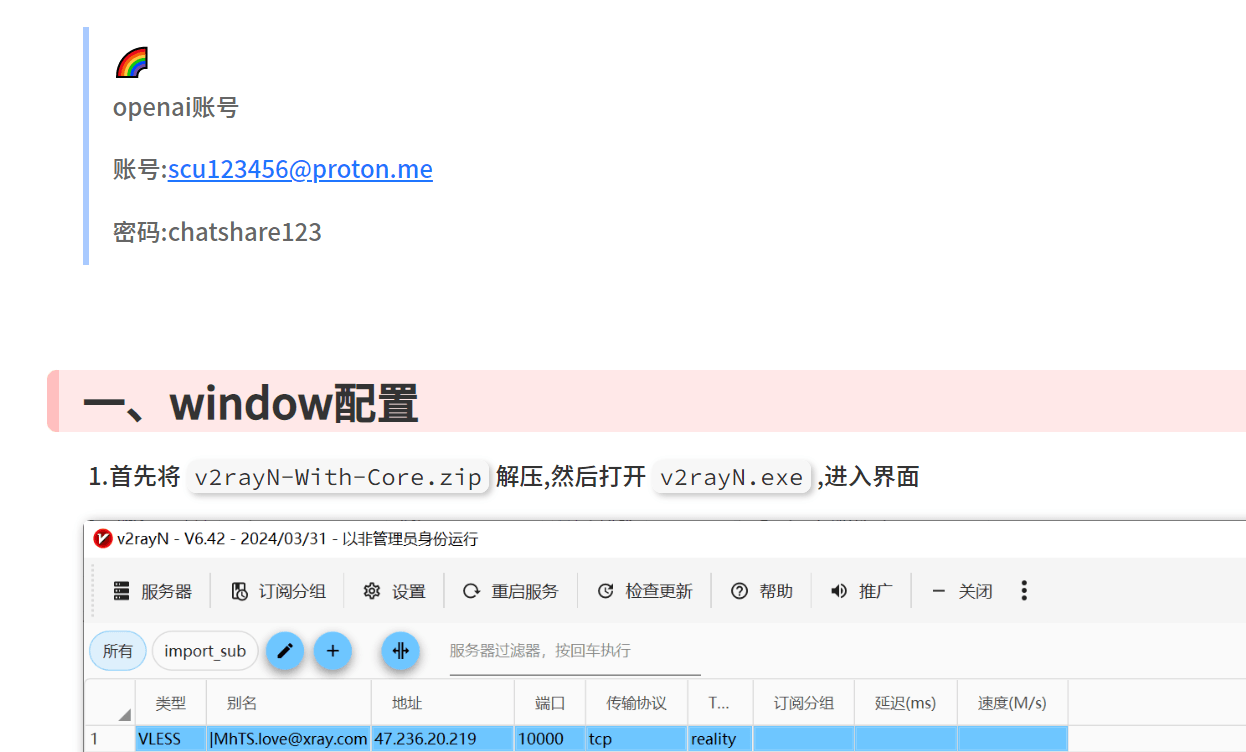 openai账号
账号:scu123456@proton.me
密码:chatshare123
一、window配置
1.首先将 v2rayN-With-Core.zip 解压,然后打开 v2rayN.exe ,进入界面
v2rayN - V6.42 - 2024/03/31 - 以非管理员身份运行
服务器 订阅分组 设置 重启服务 检查更新 帮助 推广 关闭
所有 import_sub 服务器过滤器，按回车执行
类型 别名 地址 端口 传输协议 T... 订阅分组 延迟(ms) 速度(M/s)
1 VLESS |MhTS.love@xray.com 47.236.20.219 10000 tcp reality